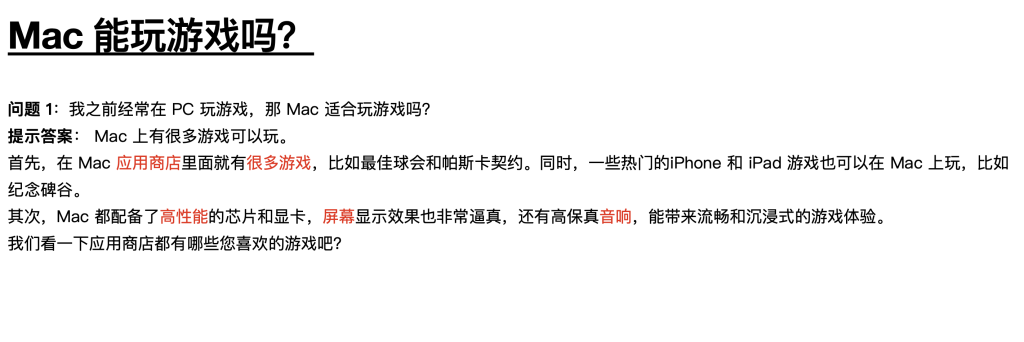 Mac 能玩游戏吗？
问题 1：我之前经常在 PC 玩游戏，那 Mac 适合玩游戏吗？
提示答案： Mac 上有很多游戏可以玩。
首先，在 Mac 应用商店里面就有很多游戏，比如最佳球会和帕斯卡契约。同时，一些热门的iPhone 和 iPad 游戏也可以在 Mac 上玩，比如
纪念碑谷。
其次，Mac 都配备了高性能的芯片和显卡，屏幕显示效果也非常逼真，还有高保真音响，能带来流畅和沉浸式的游戏体验。
我们看一下应用商店都有哪些您喜欢的游戏吧？